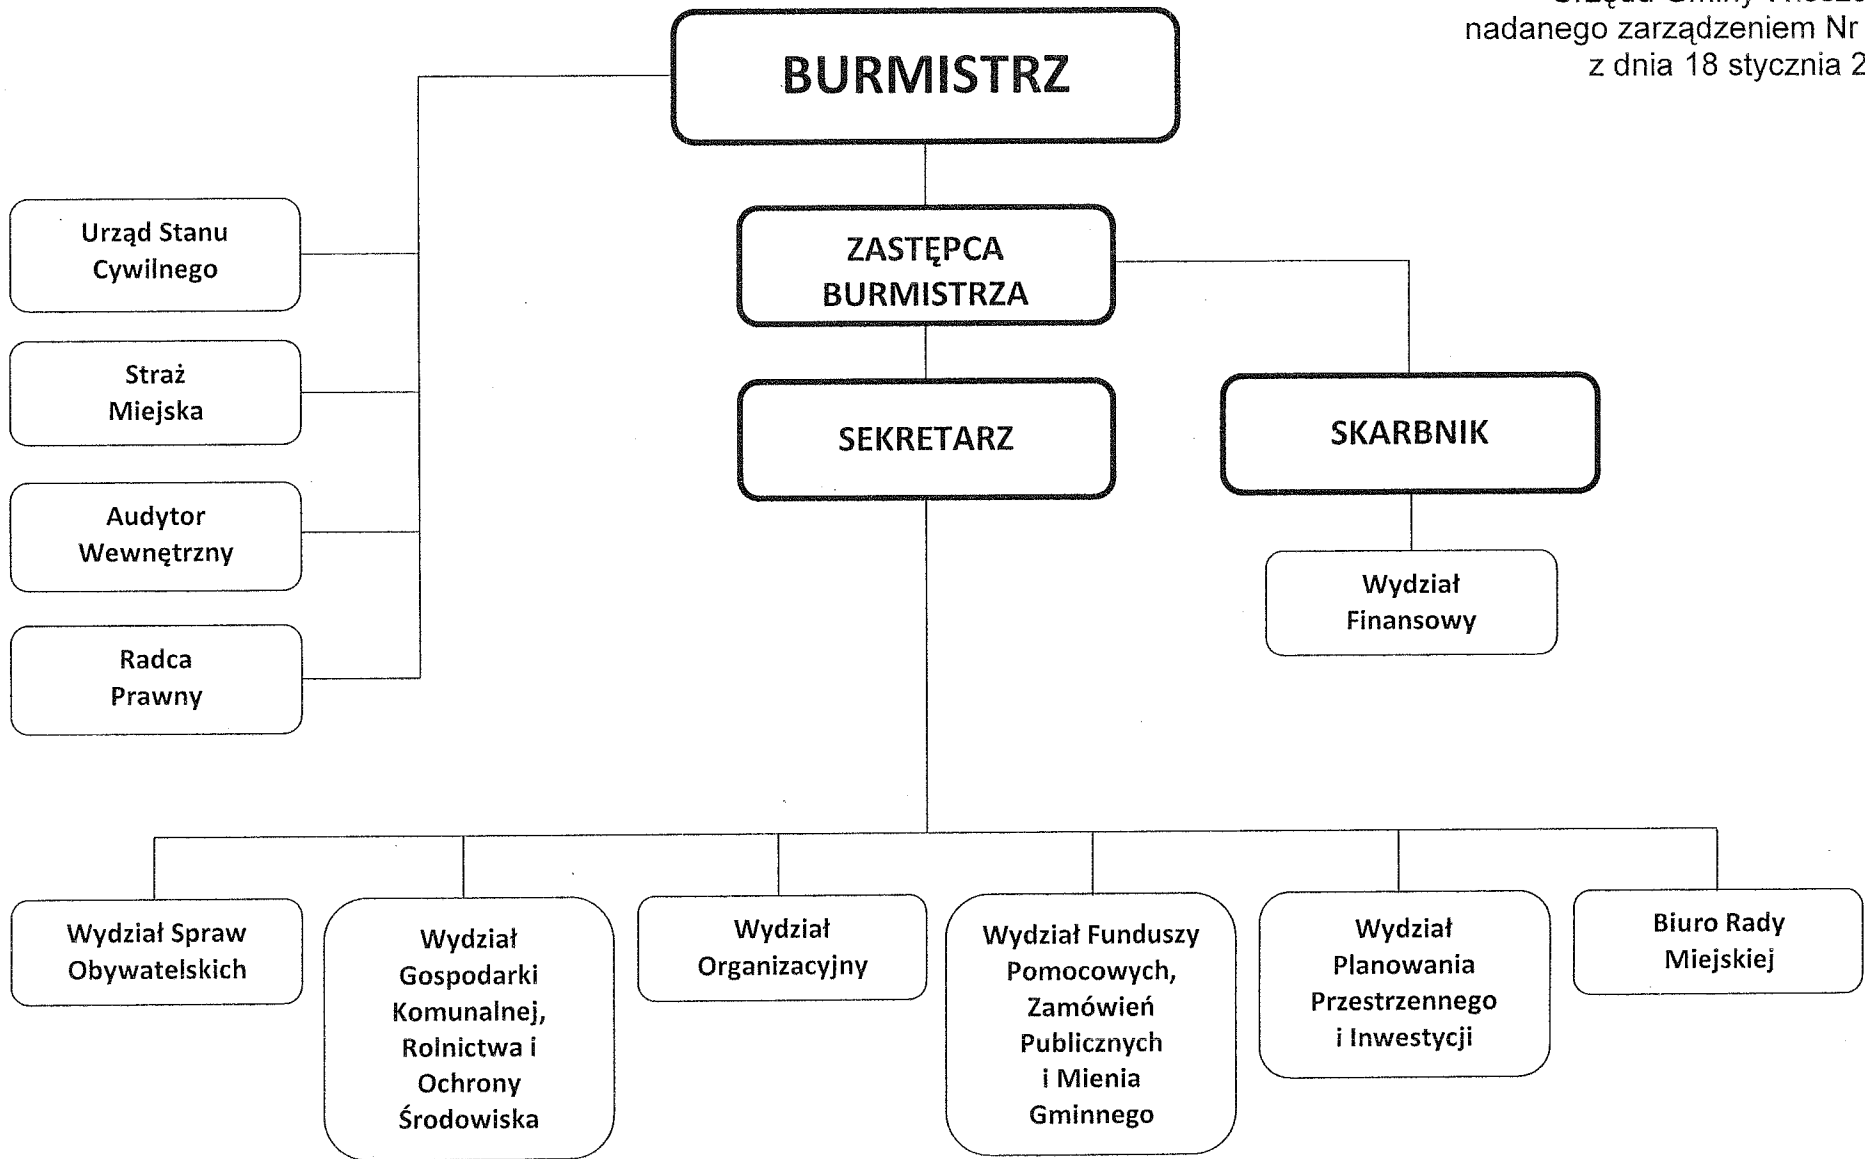 nadanego zarządzeniem Nr
z dnia 18 stycznia 2
BURMISTRZ
ZASTĘPCA
BURMISTRZA
SEKRETARZ
SKARBNIK
Wydział
Finansowy
Urząd Stanu
Cywilnego
Straż
Miejska
Audytor
Wewnętrzny
Radca
Prawny
Wydział Spraw
Obywatelskich
Wydział
Gospodarki
Komunalnej,
Rolnictwa i
Ochrony
Środowiska
Wydział
Organizacyjny
Wydział Funduszy
Pomocowych,
Zamówień
Publicznych
i Mienia
Gminnego
Wydział
Planowania
Przestrzennego
i Inwestycji
Biuro Rady
Miejskiej